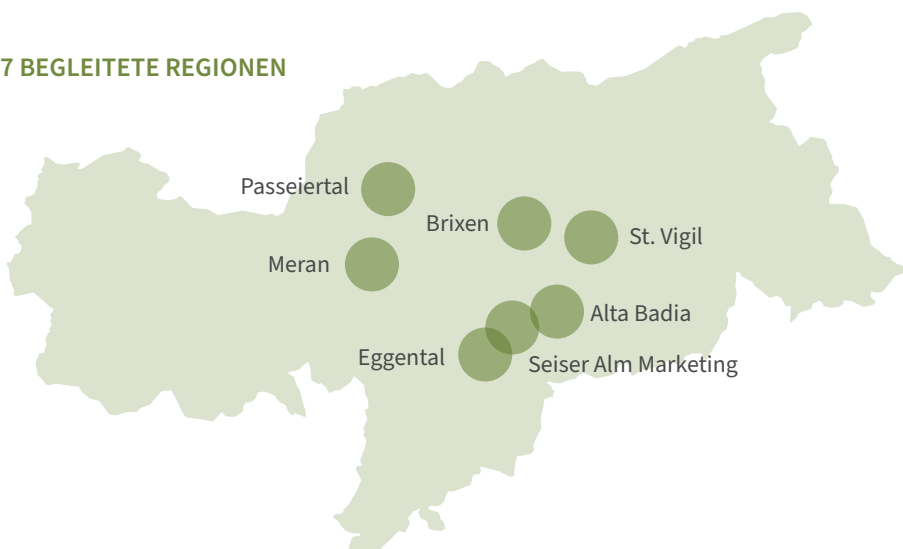 7 BEGLEITETE REGIONEN
Passeiertal
Brixen
St. Vigil
Meran
Alta Badia
Eggental
Seiser Alm Marketing